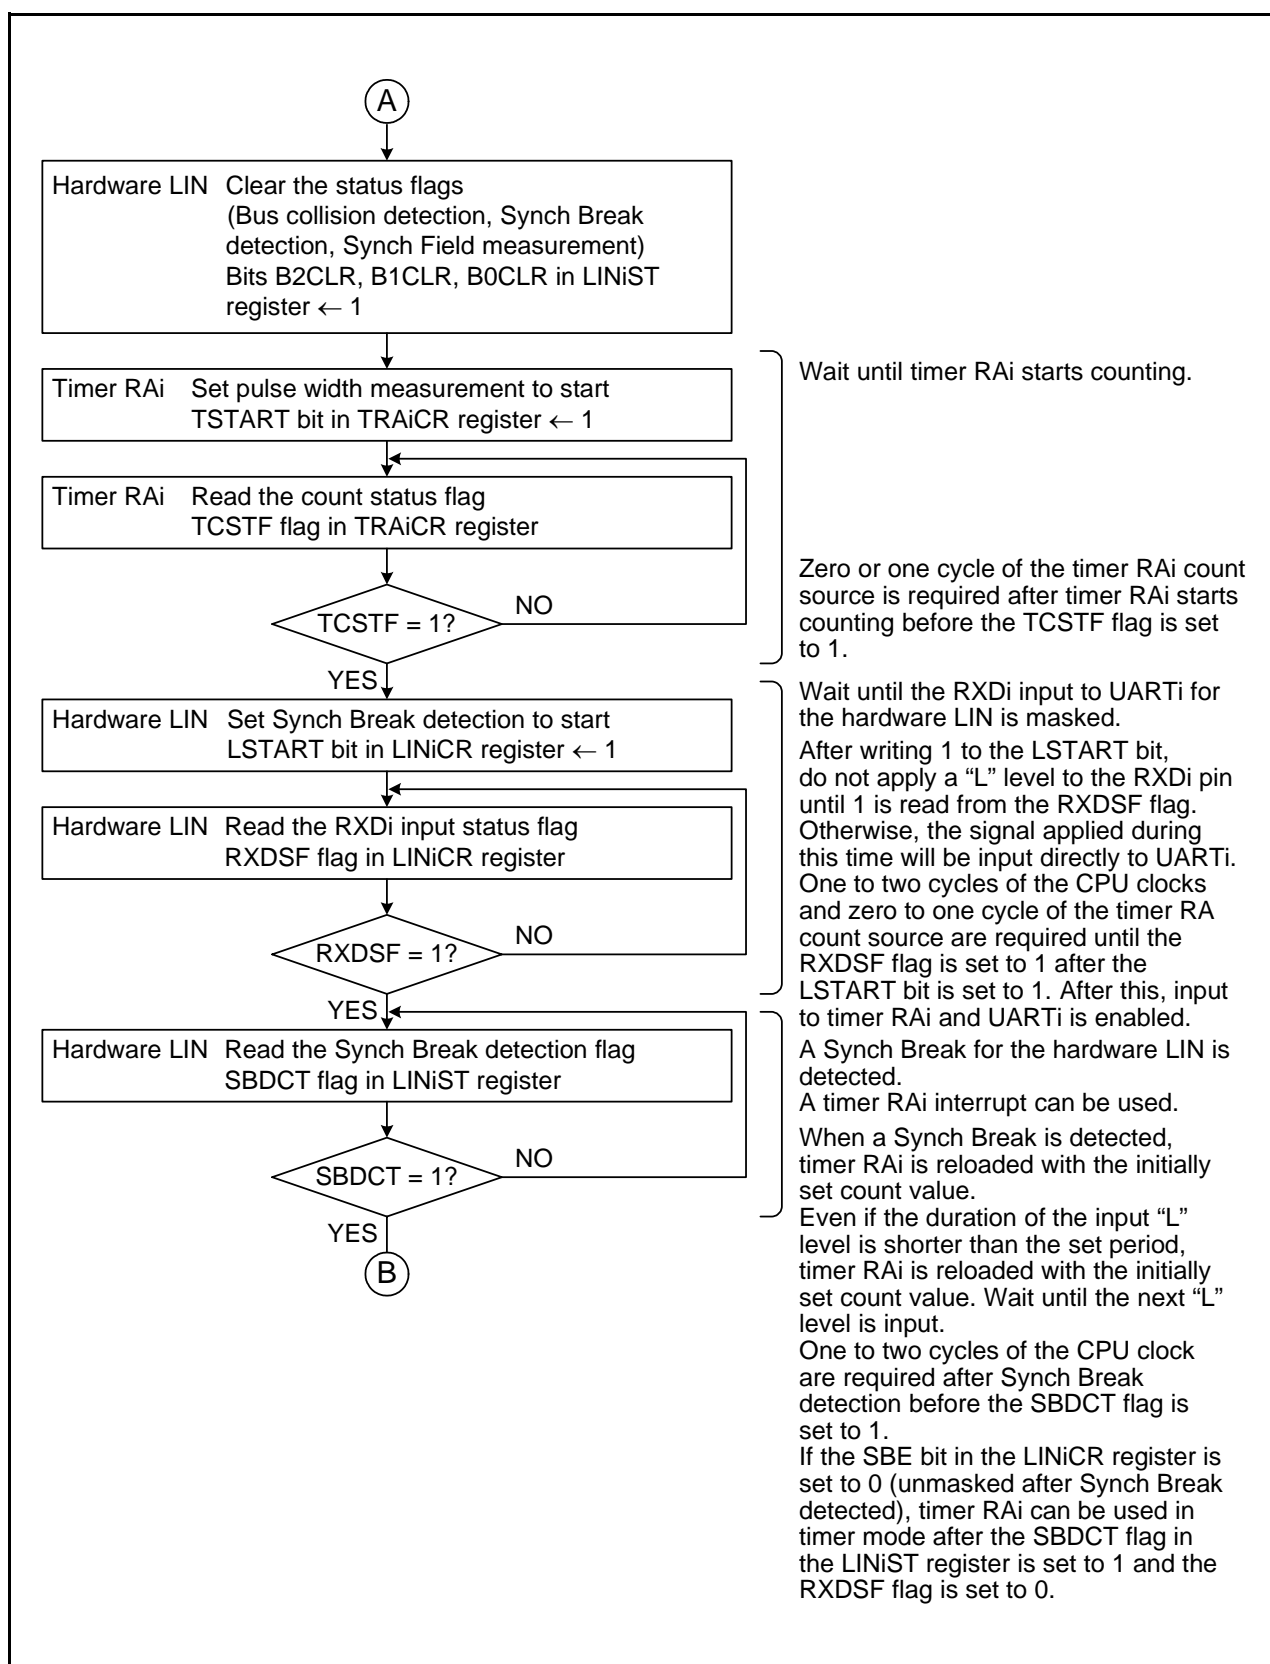 A
Hardware LIN Clear the status flags
(Bus collision detection, Synch Break
detection, Synch Field measurement)
Bits B2CLR, B1CLR, B0CLR in LINiST
register ← 1
Timer RAi Set pulse width measurement to start
TSTART bit in TRAiCR register ← 1
Wait until timer RAi starts counting.
Timer RAi Read the count status flag
TCSTF flag in TRAiCR register
TCSTF = 1?
NO
YES
Zero or one cycle of the timer RAi count
source is required after timer RAi starts
counting before the TCSTF flag is set
to 1.
Hardware LIN Set Synch Break detection to start
LSTART bit in LINiCR register ← 1
Wait until the RXDi input to UARTi for
the hardware LIN is masked.
After writing 1 to the LSTART bit,
do not apply a “L” level to the RXDi pin
until 1 is read from the RXDSF flag.
Otherwise, the signal applied during
this time will be input directly to UARTi.
One to two cycles of the CPU clocks
and zero to one cycle of the timer RA
count source are required until the
RXDSF flag is set to 1 after the
LSTART bit is set to 1. After this, input
to timer RAi and UARTi is enabled.
Hardware LIN Read the RXDi input status flag
RXDSF flag in LINiCR register
RXDSF = 1?
NO
YES
Hardware LIN Read the Synch Break detection flag
SBDCT flag in LINiST register
SBDCT = 1?
NO
YES
B
A Synch Break for the hardware LIN is
detected.
A timer RAi interrupt can be used.
When a Synch Break is detected,
timer RAi is reloaded with the initially
set count value.
Even if the duration of the input “L”
level is shorter than the set period,
timer RAi is reloaded with the initially
set count value. Wait until the next “L”
level is input.
One to two cycles of the CPU clock
are required after Synch Break
detection before the SBDCT flag is
set to 1.
If the SBE bit in the LINiCR register is
set to 0 (unmasked after Synch Break
detected), timer RAi can be used in
timer mode after the SBDCT flag in
the LINiST register is set to 1 and the
RXDSF flag is set to 0.